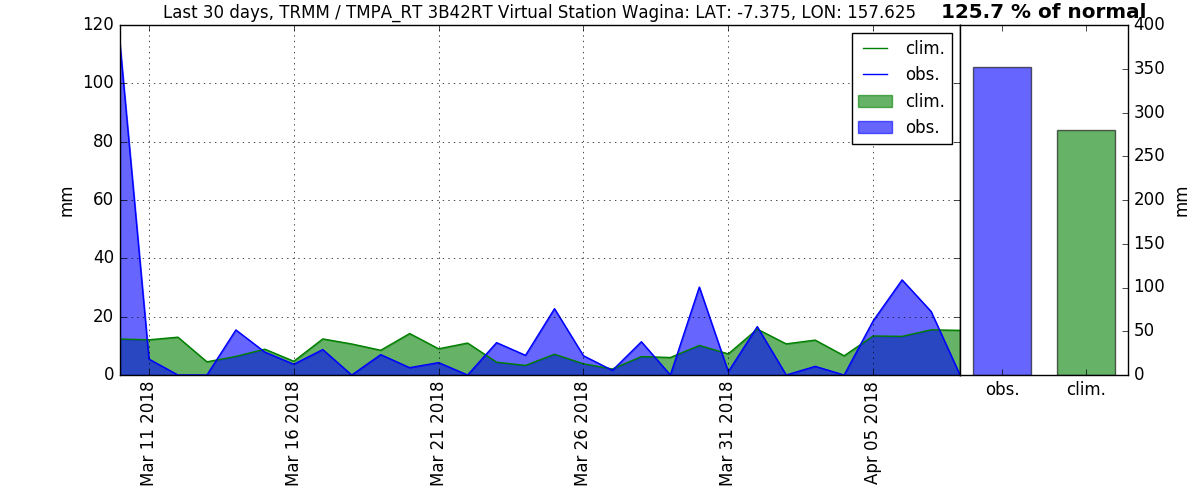 Last 30 days, TRMM / TMPA_RT 3B42RT Virtual Station Wagina: LAT: -7.375, LON: 157.625
125.7 % of normal
120
100
80
60
40
20
0
mm
clim.
obs.
clim.
obs.
400
350
300
250
200
150
100
50
0
mm
Mar 11 2018
Mar 16 2018
Mar 21 2018
Mar 26 2018
Mar 31 2018
Apr 05 2018
obs.
clim.